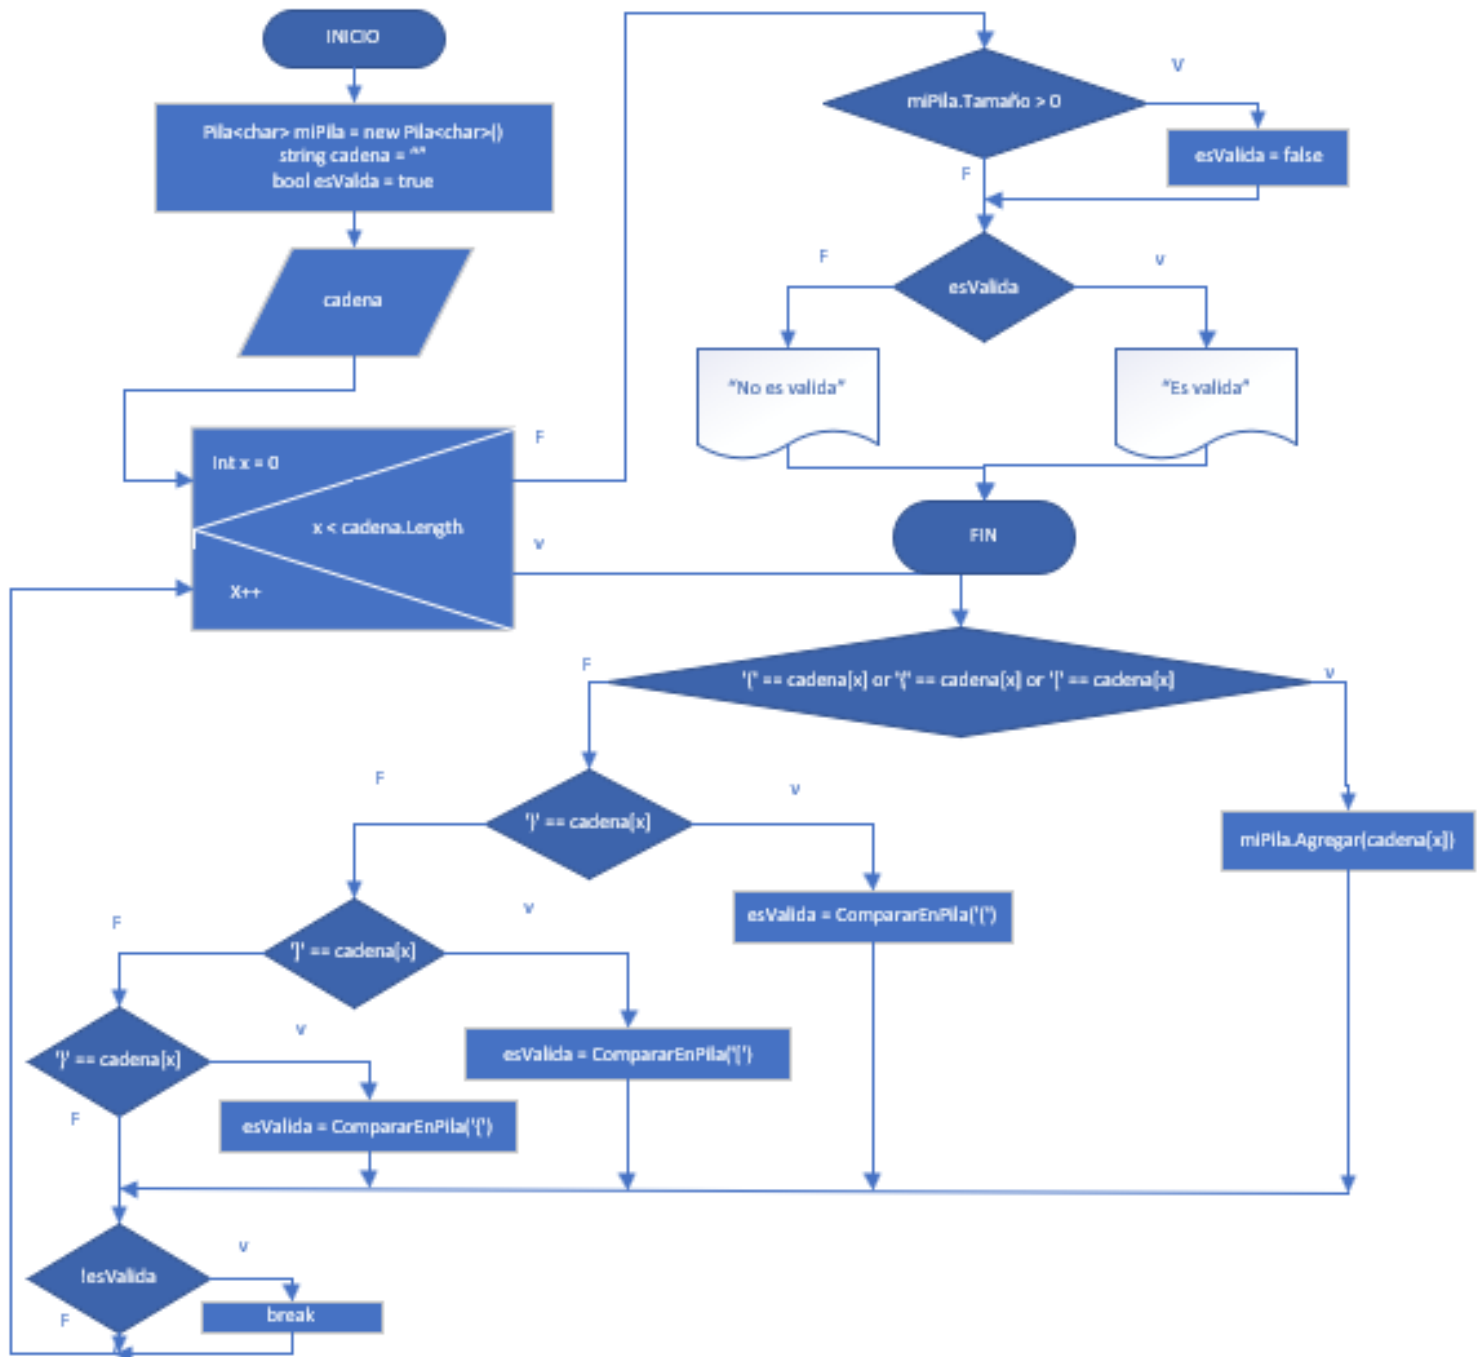 INICIO
Pila<char> miPila = new Pila<char>()
string cadena = ""
bool esValda = true
cadena
Int x = 0
x < cadena.Length
X++
F
v
miPila.Tamaño > 0
V
F
esValida = false
esValida
F
v
"No es valida"
"Es valida"
FIN
'(' == cadena[x] or '{' == cadena[x] or '[' == cadena[x]
F
v
miPila.Agregar(cadena[x])
')' == cadena[x]
F
v
esValida = CompararEnPila('(')
']' == cadena[x]
F
v
esValida = CompararEnPila('[')
'}' == cadena[x]
v
F
esValida = CompararEnPila('{')
!esValida
v
F
break